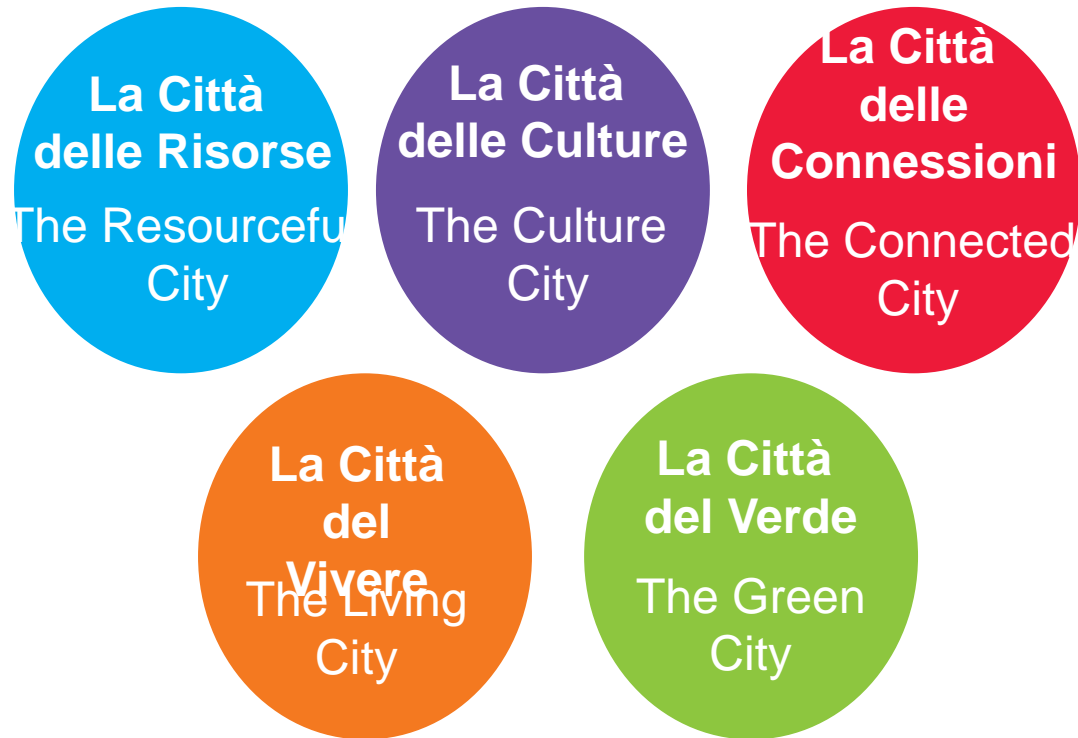 La Città
delle Risorse
The Resourcefu
City
La Città
delle Culture
The Culture
City
La Città
delle
Connessioni
The Connected
City
La Città
del
Vivere
The Living
City
La Città
del Verde
The Green
City